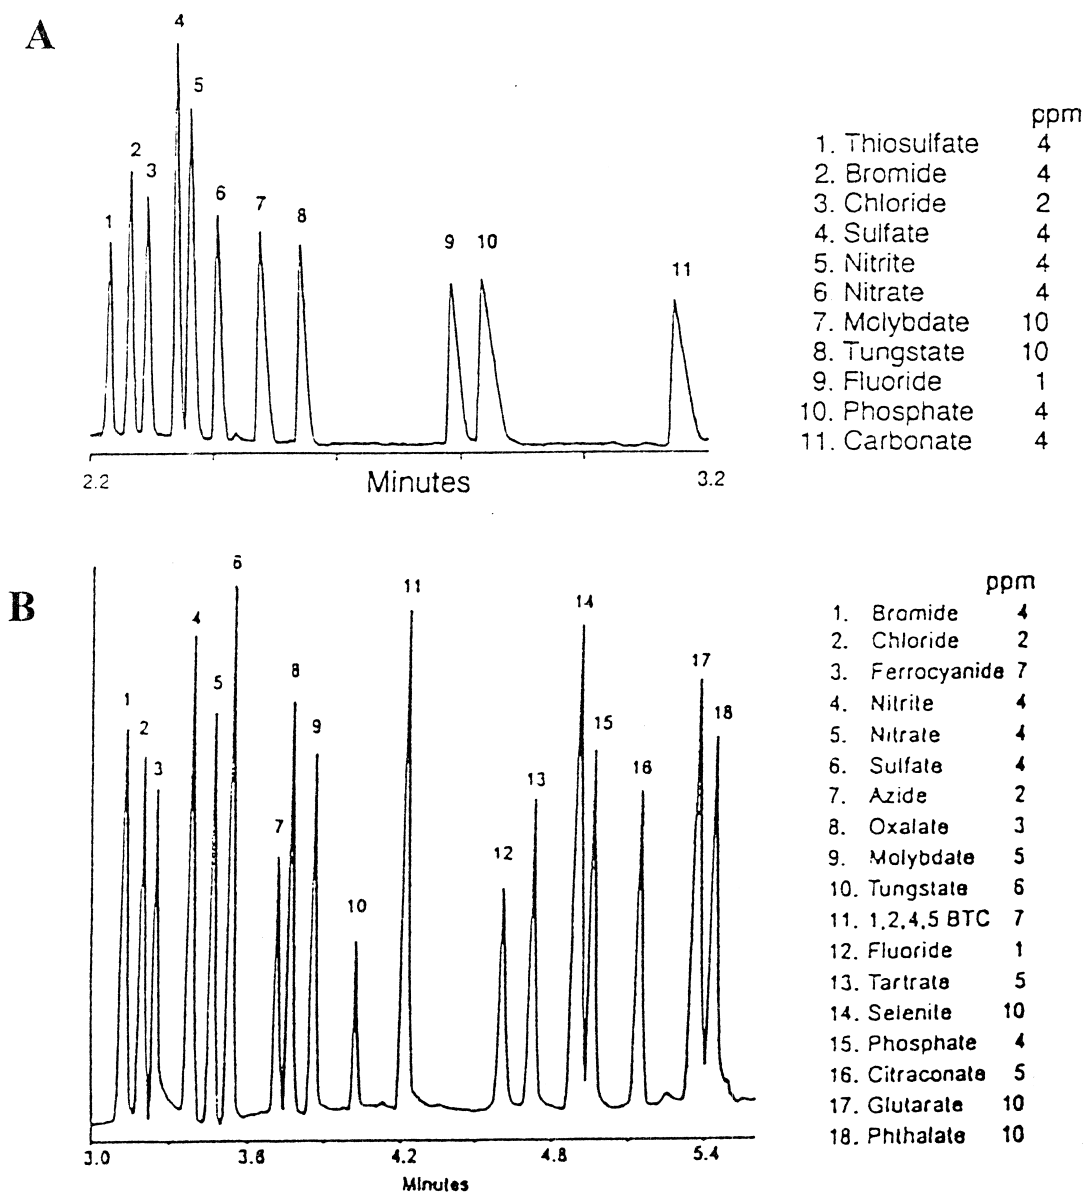 A
4
5
2
3
6
7
8
1
9
10
11
2.2
Minutes
3.2
ppm
1. Thiosulfate 4
2. Bromide 4
3. Chloride 2
4. Sulfate 4
5. Nitrite 4
6 Nitrate 4
7. Molybdate 10
8. Tungstate 10
9. Fluoride 1
10. Phosphate 4
11. Carbonate 4
B
6
11
14
4
17
8
5
1
2
9
15
18
3
13
16
7
12
10
3.0
3.6
4.2
4.8
5.4
Minutes
ppm
1. Bromide 4
2. Chloride 2
3. Ferrocyanide 7
4. Nitrite 4
5. Nitrate 4
6. Sulfate 4
7. Azide 2
8. Oxalate 3
9. Molybdate 5
10. Tungstate 6
11. 1,2,4,5 BTC 7
12. Fluoride 1
13. Tartrate 5
14. Selenite 10
15. Phosphate 4
16. Citraconate 5
17. Glutarate 10
18. Phthalate 10